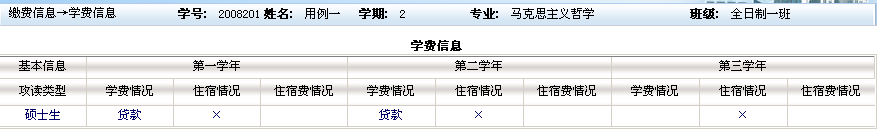 缴费信息→学费信息 学号: 2008201 姓名: 用例一 学期: 2 专业: 马克思主义哲学 班级: 全日制一班
学费信息
基本信息 第一学年 第二学年 第三学年
攻读类型 学费情况 住宿情况 住宿费情况 学费情况 住宿情况 住宿费情况 学费情况 住宿情况 住宿费情况
硕士生 贷款 × 贷款 × ×